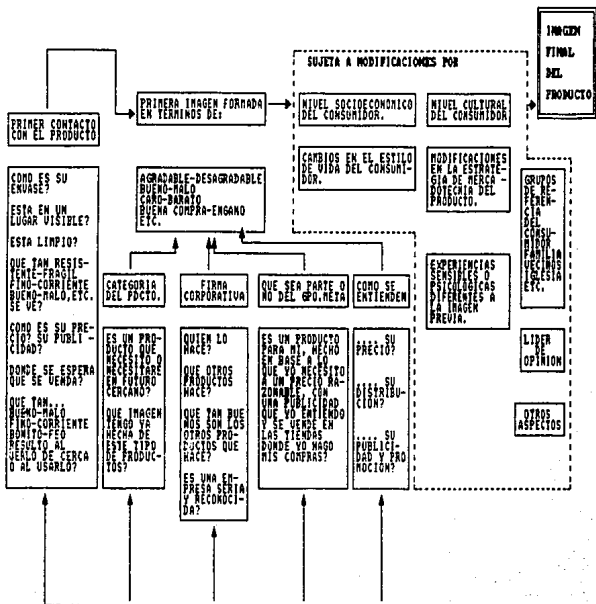 IMAGEN
FINAL
DEL
PRODUCTO
SUJETA A MODIFICACIONES POR
PRIMERA IMAGEN FORMADA
EN TERMINOS DE:
NIVEL SOCIOECONOMICO
DEL CONSUMIDOR.
NIVEL CULTURAL
DEL CONSUMIDOR
PRIMER CONTACTO
CON EL PRODUCTO
AGRADABLE-DESAGRADABLE
BUENO-MALO
CARO-BARATO
BUENA COMPRA-ENGANO
ETC.
CAMBIOS EN EL ESTILO
DE VIDA DEL CONSUMI-
DOR.
MODIFICACIONES
EN LA ESTRATE-
GIA DE MERCA -
DOTECNIA DEL
PRODUCTO.
GRUPOS
DE RE-
FEREN-
CIA
DEL
CONSU-
MIDOR
FAMILIA
VECINOS
IGLESIA
ETC.
COMO ES SU
ENVASE?
ESTA EN UN
LUGAR VISIBLE?
ESTA LIMPIO?
QUE TAN RESIS-
TENTE-FRAGIL
FINO-CORRIENTE
BUENO-MALO,ETC.
SE VE?
COMO ES SU PRE-
CIO? SU PUBLI -
CIDAD?
DONDE SE ESPERA
QUE SE VENDA?
QUE TAN...
BUENO-MALO
FINO-CORRIENTE
BONITO-FEO
RESULTO AL
VERLO DE CERCA
O AL USARLO?
CATEGORIA
DEL PDCTO.
FIRMA
CORPORATIVA
QUE SEA PARTE O
NO DEL GPO.META
COMO SE
ENTIENDEN
EXPERIENCIAS
SENSIBLES O
PSICOLOGICAS
DIFERENTES A
LA IMAGEN
PREVIA.
ES UN PRO-
DUCTO QUE
NECESITO O
NECESITARE
EN FUTURO
CERCANO?
QUE IMAGEN
TENGO YA
HECHA DE
ESTE TIPO
DE PRODUC-
TOS?
QUIEN LO
HACE?
QUE OTROS
PRODUCTOS
HACE?
QUE TAN BUE
NOS SON LOS
OTROS PRO-
DUCTOS QUE
HACE?
ES UNA EM-
PRESA SERIA
Y RECONOCI-
DA?
ES UN PRODUCTO
PARA MI, HECHO
EN BASE A LO
QUE YO NECESITO
A UN PRECIO RA-
ZONABLE, CON
UNA PUBLICIDAD
QUE YO ENTIENDO
Y SE VENDE EN
LAS TIENDAS
DONDE YO HAGO
MIS COMPRAS?
.... SU
PRECIO?
.... SU
DISTRIBU-
CION?
.... SU
PUBLICI-
DAD Y PRO
MOCION?
LIDER
DE
OPINION
OTROS
ASPECTOS